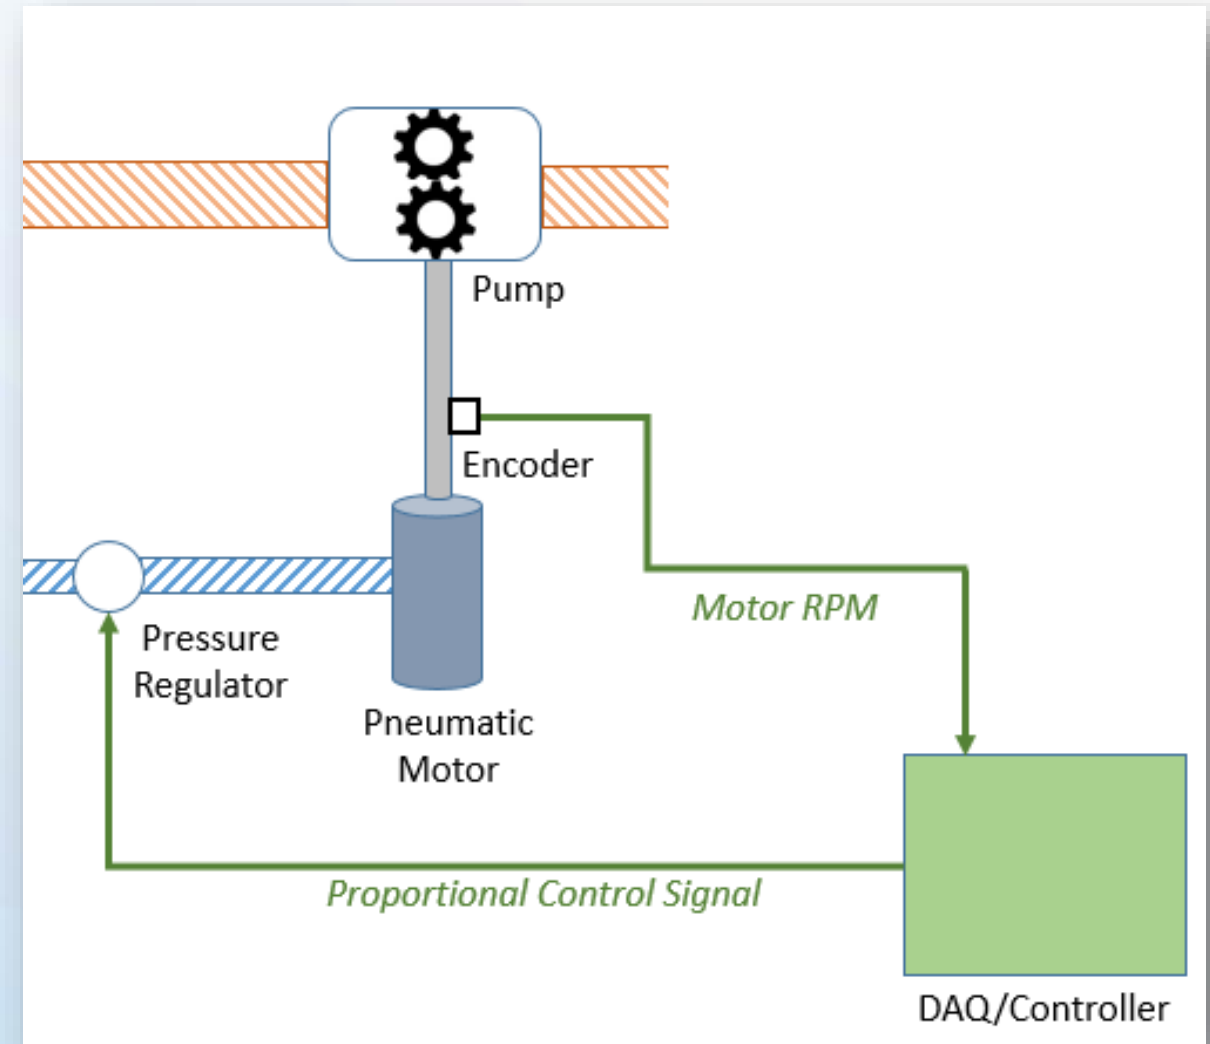 Pump
Encoder
Motor RPM
Pressure
Regulator
Pneumatic
Motor
Proportional Control Signal
DAQ/Controller